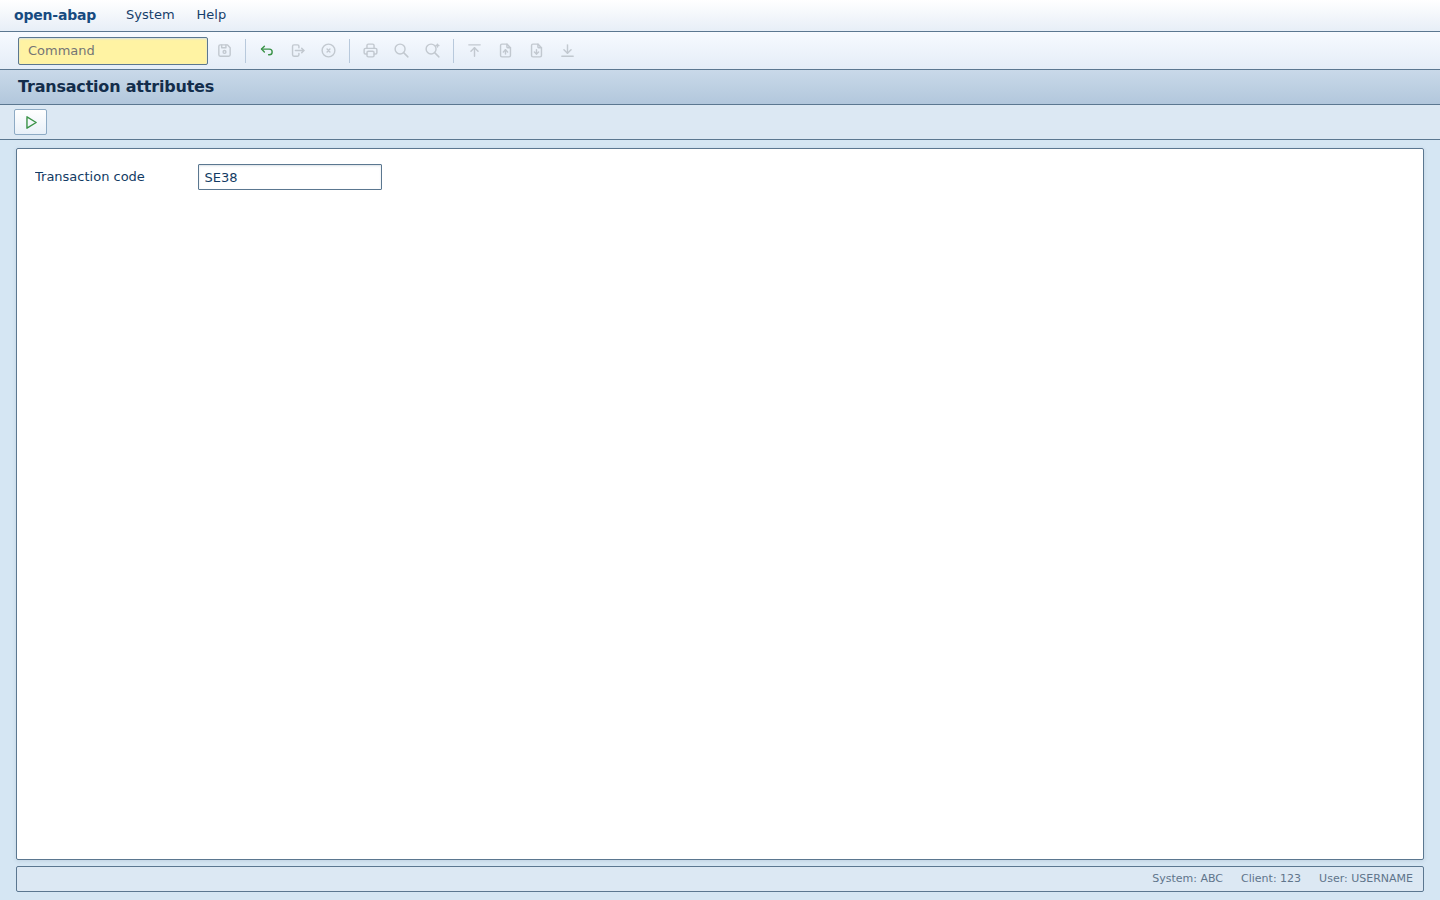 open-abap System Help
Command
Transaction attributes
Transaction code SE38
System: ABC Client: 123 User: USERNAME